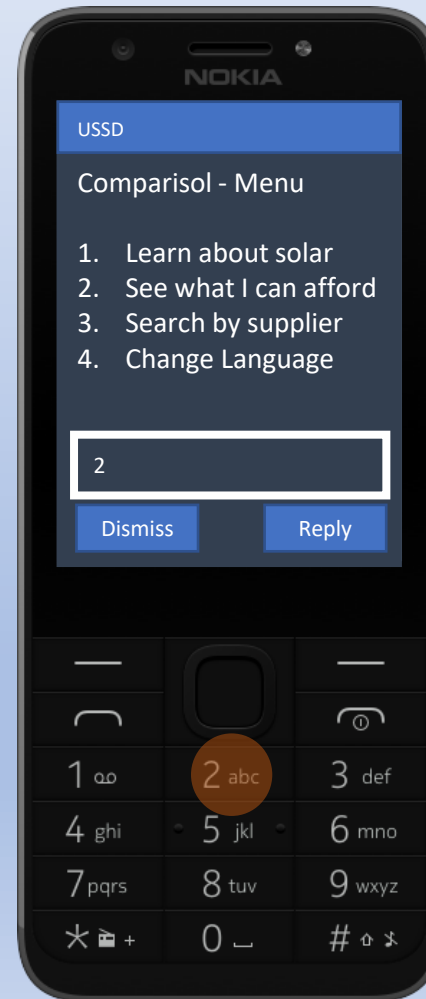 NOKIA
USSD
Comparisol - Menu
1. Learn about solar
2. See what I can afford
3. Search by supplier
4. Change Language
2
Dismiss Reply
1 2 abc 3 def
4 ghi 5 jkl 6 mno
7 pqrs 8 tuv 9 wxyz
* + 0 #